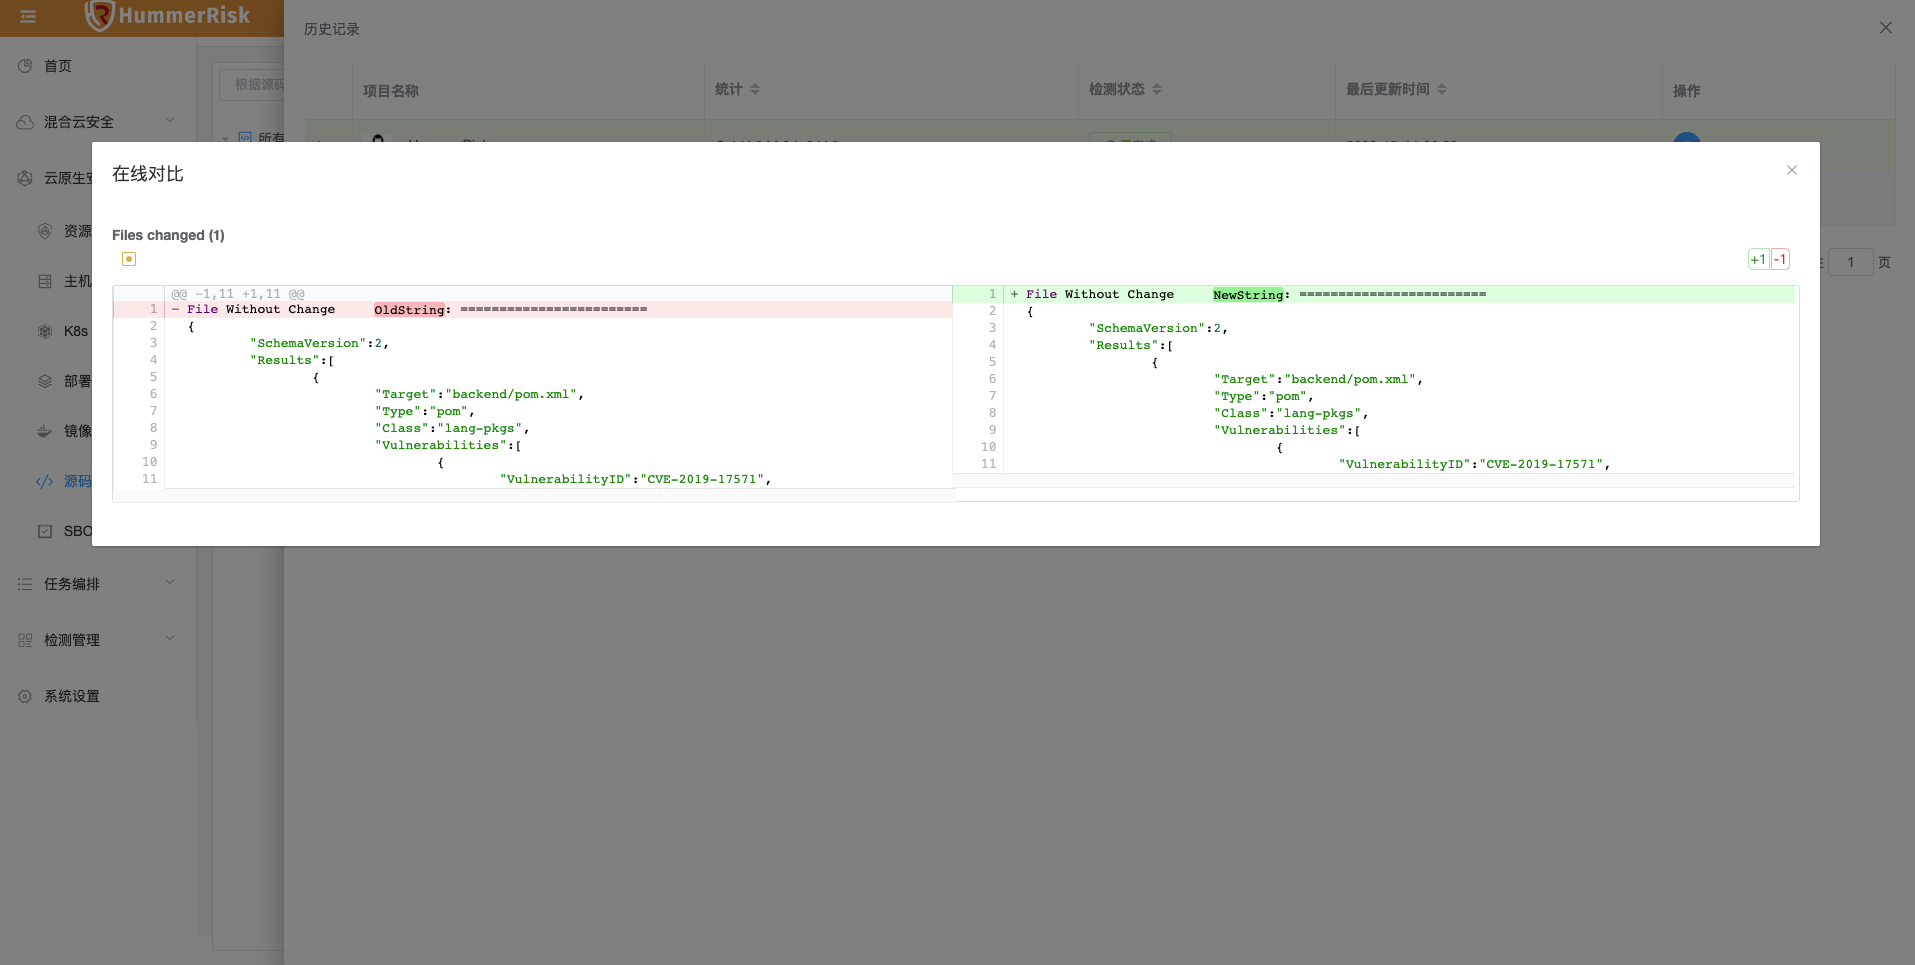 HummerRisk
首页
混合云安全
云原生安
资源
主机
K8s
部署
镜像
源码
SBO
任务编排
检测管理
系统设置
根据源码
所有
历史记录
项目名称 统计 检测状态 最后更新时间 操作
1 页
在线对比
Files changed (1)
+1 -1
@@ -1,11 +1,11 @@
1 - File Without Change OldString: ========================
2 {
3 "SchemaVersion":2,
4 "Results":[
5 {
6 "Target":"backend/pom.xml",
7 "Type":"pom",
8 "Class":"lang-pkgs",
9 "Vulnerabilities":[
10 {
11 "VulnerabilityID":"CVE-2019-17571",
1 + File Without Change NewString: ========================
2 {
3 "SchemaVersion":2,
4 "Results":[
5 {
6 "Target":"backend/pom.xml",
7 "Type":"pom",
8 "Class":"lang-pkgs",
9 "Vulnerabilities":[
10 {
11 "VulnerabilityID":"CVE-2019-17571",